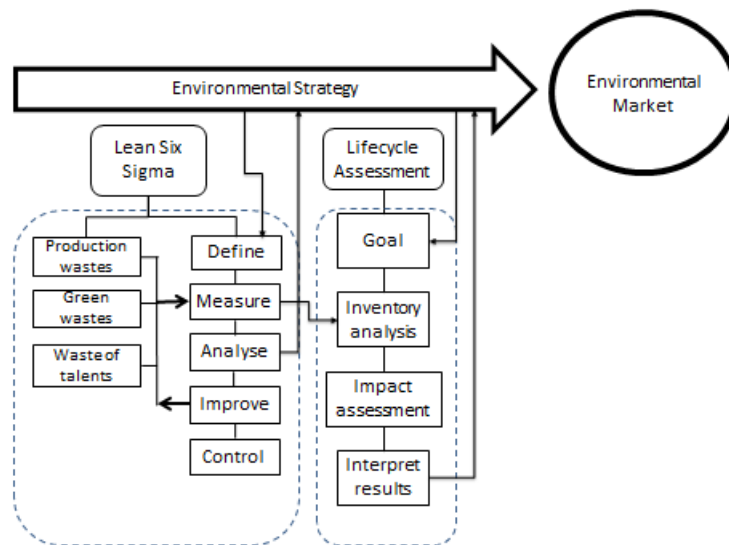 Environmental Strategy
Environmental
Market
Lean Six
Sigma
Lifecycle
Assessment
Production
wastes
Green
wastes
Waste of
talents
Define
Measure
Analyse
Improve
Control
Goal
Inventory
analysis
Impact
assessment
Interpret
results